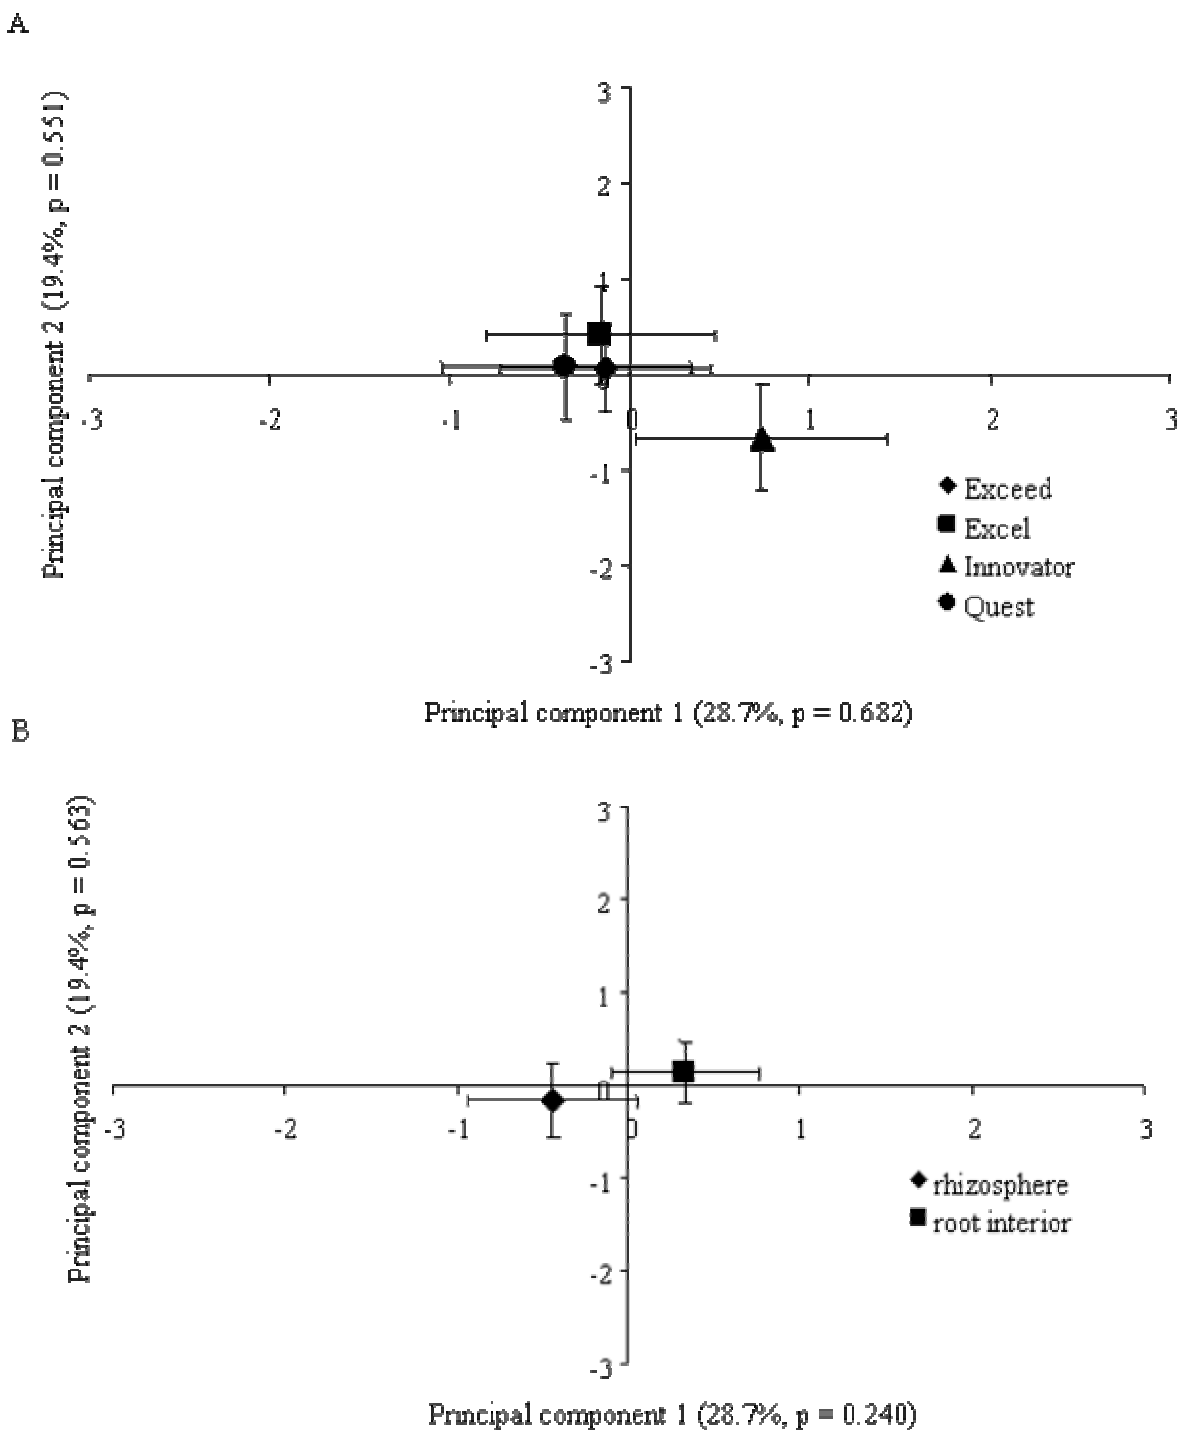 A
Principal component 2 (19.4%, p = 0.551)
3
2
1
-3 -2 -1 0 1 2 3
-1
-2
-3
Exceed
Excel
Innovator
Quest
Principal component 1 (28.7%, p = 0.682)
B
Principal component 2 (19.4%, p = 0.563)
3
2
1
0
-3 -2 -1 0 1 2 3
-1
-2
-3
rhizosphere
root interior
Principal component 1 (28.7%, p = 0.240)